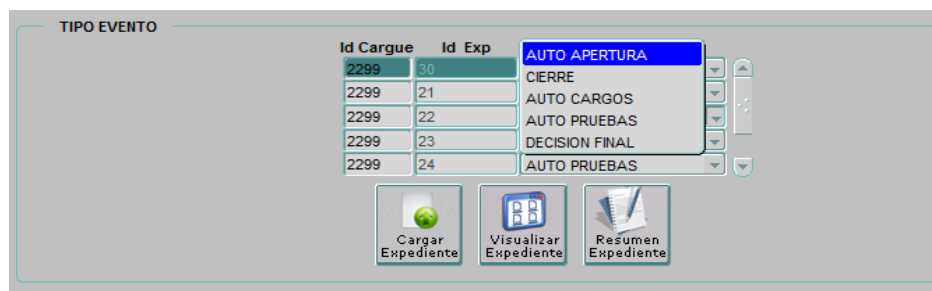 TIPO EVENTO
Id Cargue Id Exp
AUTO APERTURA
2299 30
CIERRE
2299 21
AUTO CARGOS
2299 22
AUTO PRUEBAS
2299 23
DECISION FINAL
2299 24 AUTO PRUEBAS
Cargar
Expediente
Visualizar
Expediente
Resumen
Expediente